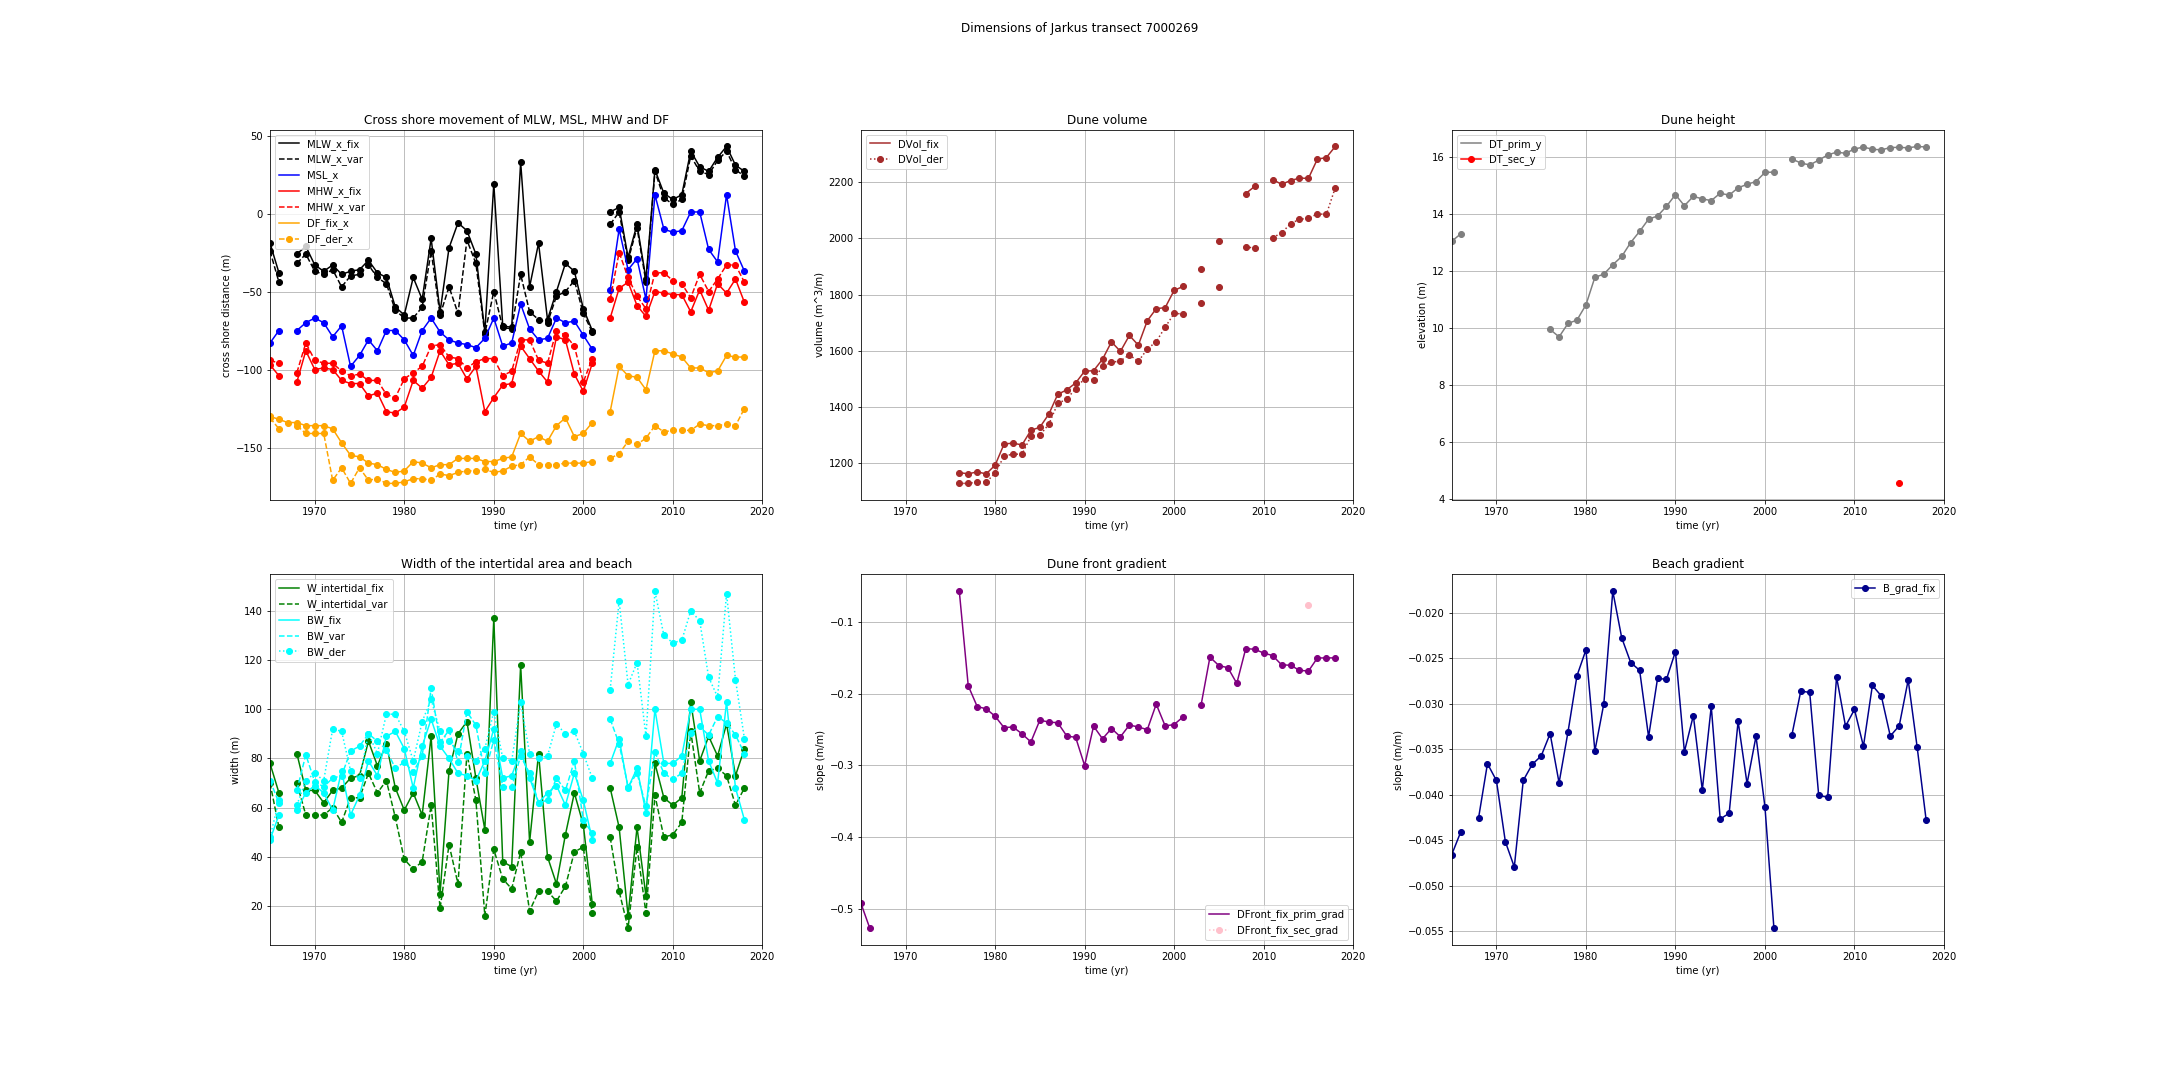 Dimensions of Jarkus transect 7000269
Cross shore movement of MLW, MSL, MHW and DF
cross shore distance (m)
50
0
−50
−100
−150
MLW_x_fix
MLW_x_var
MSL_x
MHW_x_fix
MHW_x_var
DF_fix_x
DF_der_x
1970 1980 1990 2000 2010 2020
time (yr)
Dune volume
volume (m^3/m)
2200
2000
1800
1600
1400
1200
DVol_fix
DVol_der
1970 1980 1990 2000 2010 2020
time (yr)
Dune height
elevation (m)
16
14
12
10
8
6
4
DT_prim_y
DT_sec_y
1970 1980 1990 2000 2010 2020
time (yr)
Width of the intertidal area and beach
width (m)
140
120
100
80
60
40
20
W_intertidal_fix
W_intertidal_var
BW_fix
BW_var
BW_der
1970 1980 1990 2000 2010 2020
time (yr)
Dune front gradient
slope (m/m)
−0.1
−0.2
−0.3
−0.4
−0.5
DFront_fix_prim_grad
DFront_fix_sec_grad
1970 1980 1990 2000 2010 2020
time (yr)
Beach gradient
slope (m/m)
−0.020
−0.025
−0.030
−0.035
−0.040
−0.045
−0.050
−0.055
B_grad_fix
1970 1980 1990 2000 2010 2020
time (yr)